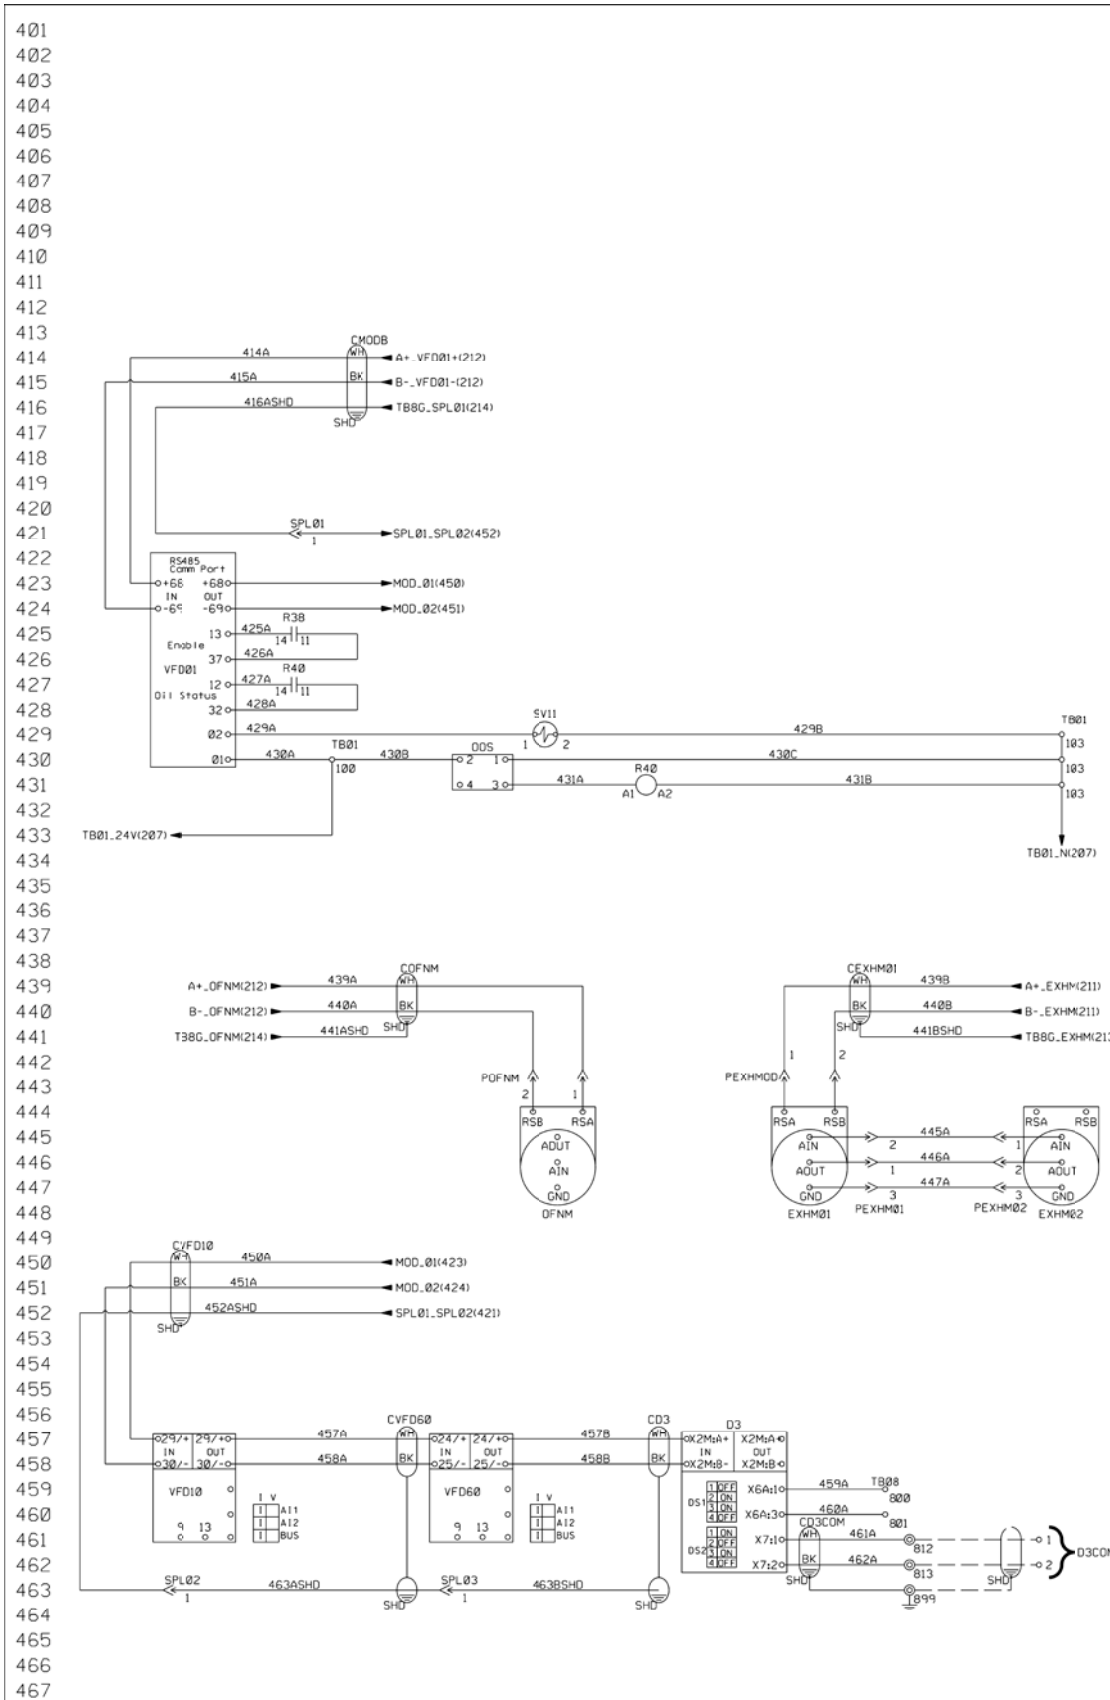 401
402
403
404
405
406
407
408
409
410
411
412
413 CMODB
414 414A WH A+_VFD01+(212)
415 415A BK B-_VFD01-(212)
416 416ASHD TB8G_SPL01(214)
417 SHD
418
419
420
421 SPL01 1 SPL01_SPL02(452)
422 RS485 Comm Port
423 +68 +68 MOD_01(450)
IN OUT
424 -69 -69 MOD_02(451)
425 13 425A R38 14 11
Enable
426 37 426A
VFD01
427 12 427A R40 14 11
Oil Status
428 32 428A
429 02 429A SV11 1 2 429B TB01 103
430 01 430A TB01 100 430B ODS 2 1 430C 103
431 4 3 431A R40 A1 A2 431B 103
432
433 TB01_24V(207)
434 TB01_N(207)
435
436
437
438 COFNM CEXHM01
439 A+_OFNM(212) 439A WH WH 439B A+_EXHM(211)
440 B-_OFNM(212) 440A BK BK 440B B-_EXHM(211)
441 TB8G_OFNM(214) 441ASHD SHD SHD 441BSHD TB8G_EXHM(213
442 1 2
443 POFNM 2 1 PEXHMOD
444 RSB RSA RSA RSB RSA RSB
445 AOUT AIN 2 445A 1 AIN
446 AIN AOUT 1 446A 2 AOUT
447 GND GND 3 447A 3 GND
448 OFNM EXHM01 PEXHM01 PEXHM02 EXHM02
449 CVFD10
450 WH 450A MOD_01(423)
451 BK 451A MOD_02(424)
452 452ASHD SPL01_SPL02(421)
453 SHD
454
455
456 CVFD60 CD3 D3
457 29/+ 29/+ 457A WH 24/+ 24/+ 457B WH X2M:A+ X2M:A+
IN OUT IN OUT IN OUT
458 30/- 30/- 458A BK 25/- 25/- 458B BK X2M:B- X2M:B-
459 VFD10 I V VFD60 I V DS1 1 OFF 2 ON 3 ON 4 OFF X6A:1 459A TB08 800
460 9 13 I AI1 I AI2 I BUS 9 13 I AI1 I AI2 I BUS X6A:3 460A 801
461 DS2 1 ON 2 OFF 3 ON 4 OFF X7:1 CD3COM WH 461A 812 1
D3COM
462 X7:2 BK 462A 813 2
463 SPL02 1 463ASHD SHD SPL03 1 463BSHD SHD SHD 899 SHD
464
465
466
467